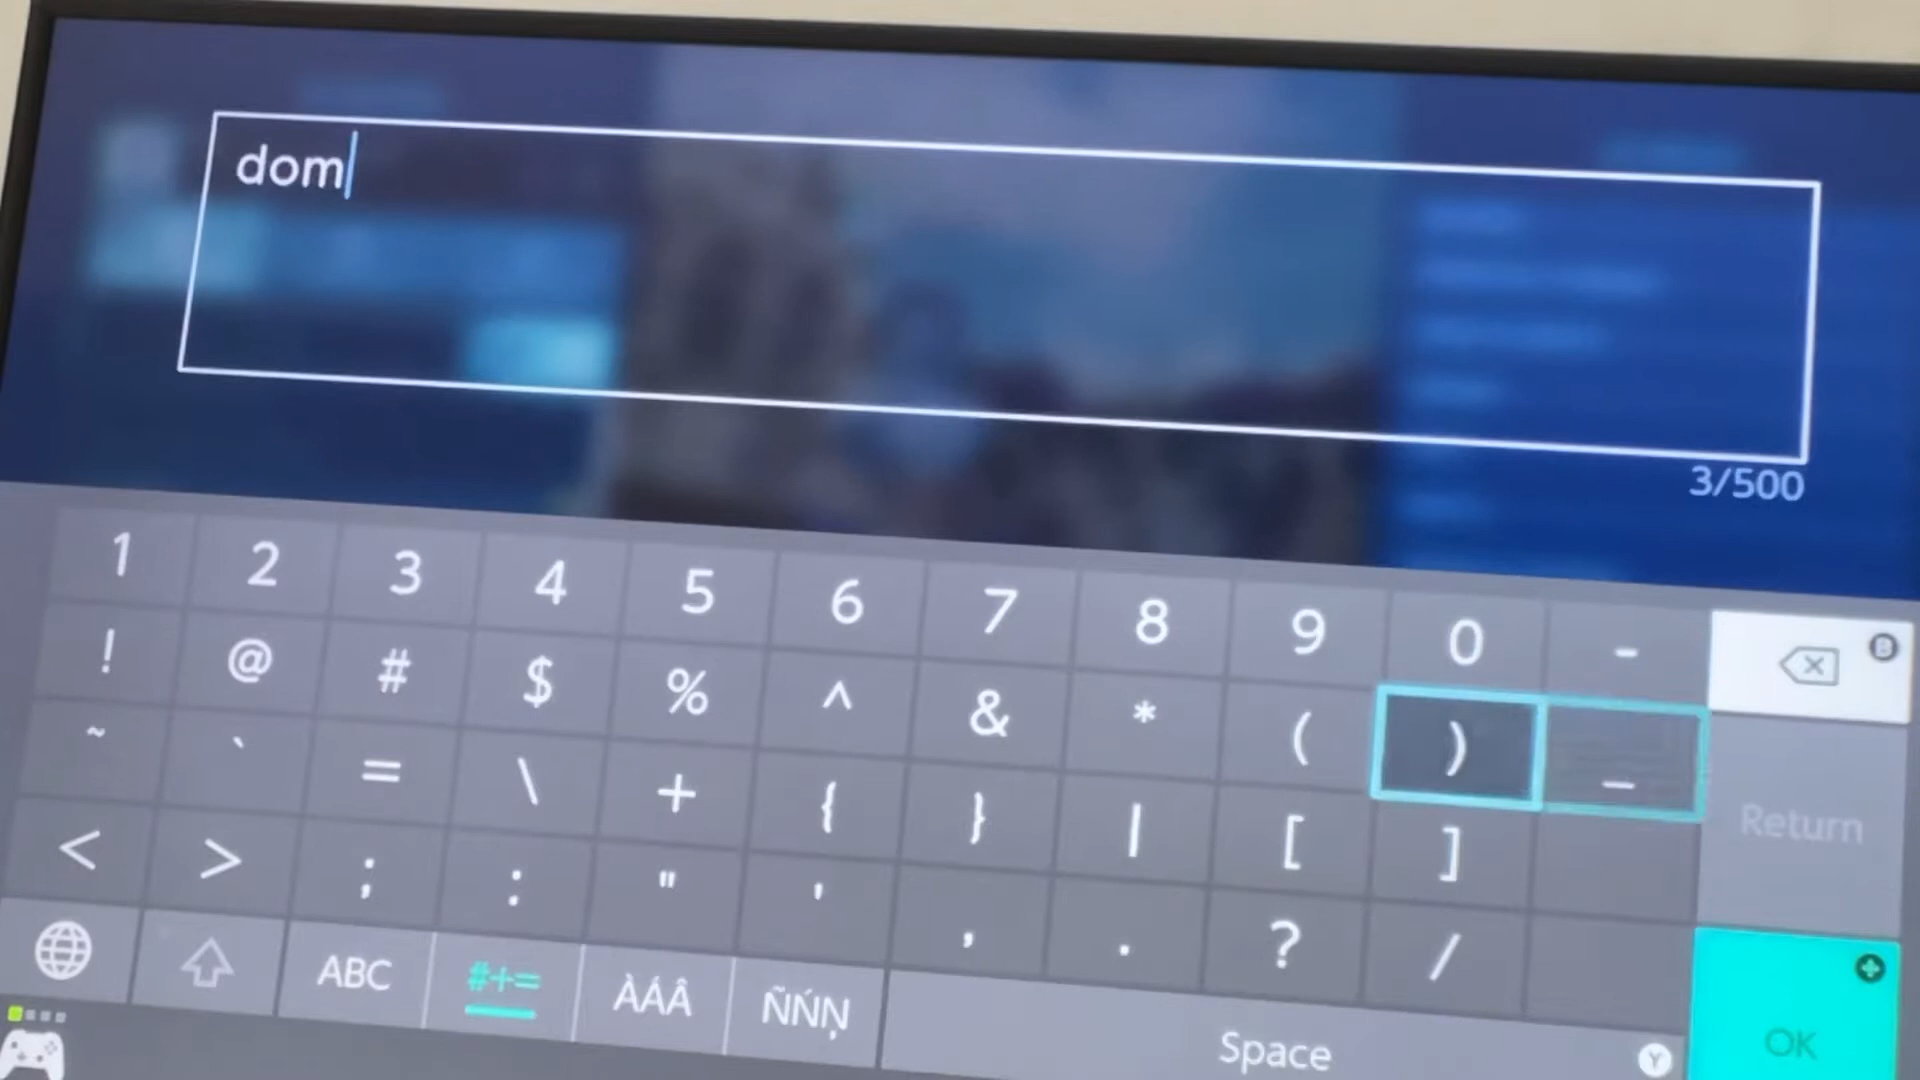 dom
3/500
1 2 3 4 5 6 7 8 9 0 -
! @ # $ % ^ & * ( ) _
~ ` = \ + { } | [ ] Return
< > ; : " ' , . ? /
ABC #+= ÀÁÂ ÑŃŅ Space Y OK
B